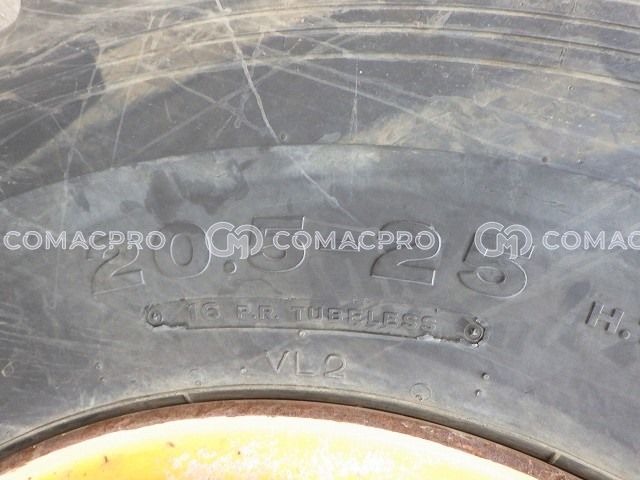 COMACPRO COMACPRO COMACPRO
20.5-25
16 P.R. TUBELESS
VL2
H.